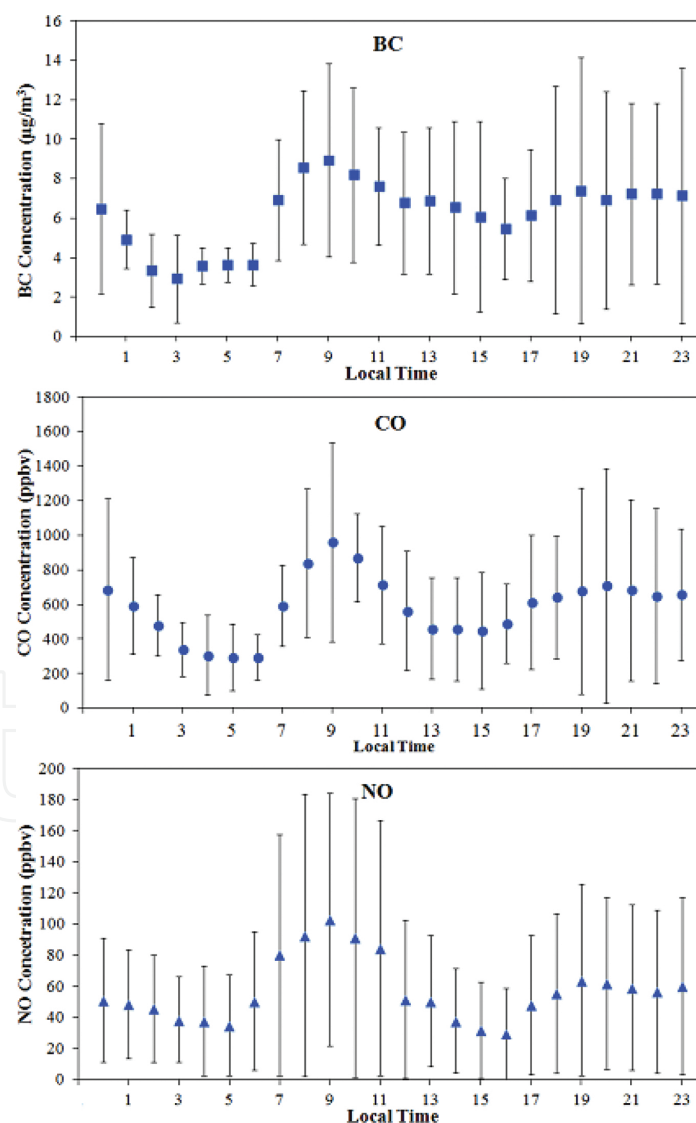 BC
BC Concentration (µg/m³)
16
14
12
10
8
6
4
2
0
1 3 5 7 9 11 13 15 17 19 21 23
Local Time
CO
CO Concentration (ppbv)
1800
1600
1400
1200
1000
800
600
400
200
0
1 3 5 7 9 11 13 15 17 19 21 23
Local Time
NO
NO Concetration (ppbv)
200
180
160
140
120
100
80
60
40
20
0
1 3 5 7 9 11 13 15 17 19 21 23
Local Time